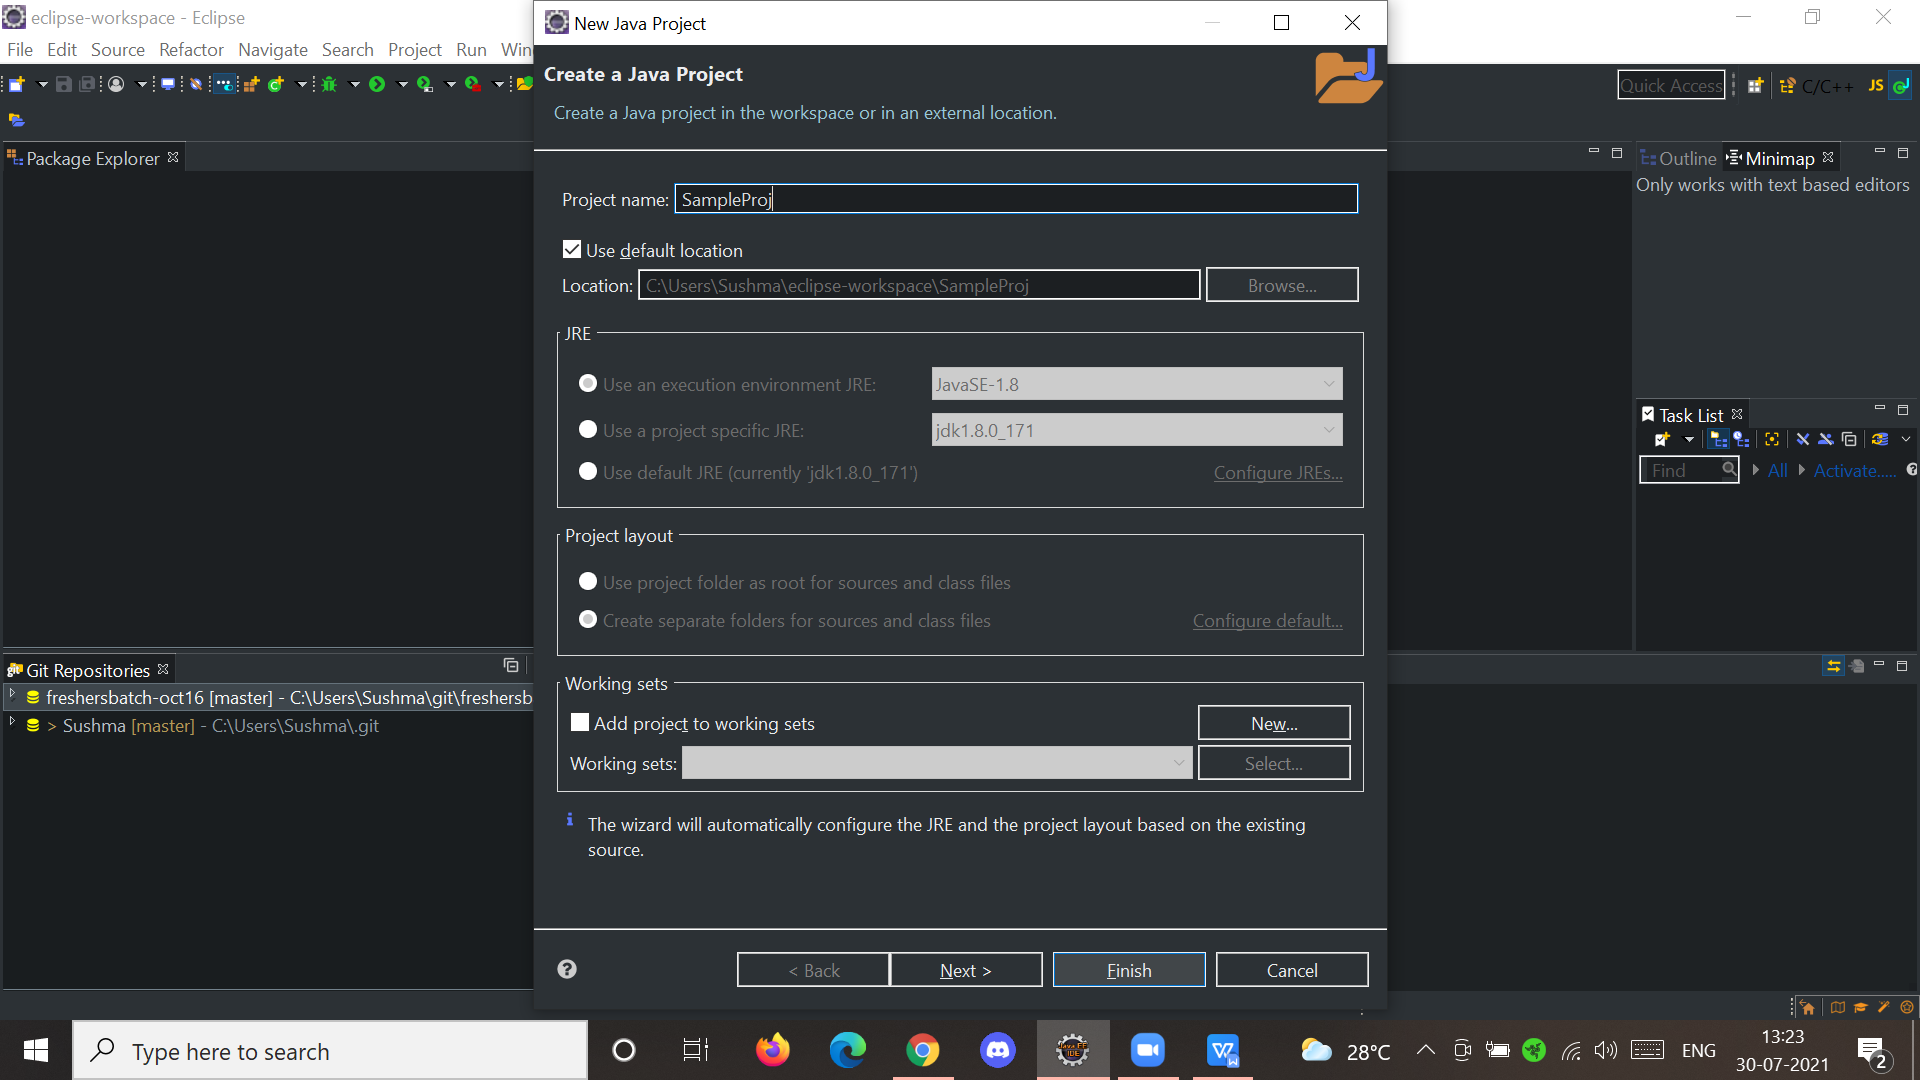 eclipse-workspace - Eclipse
File Edit Source Refactor Navigate Search Project Run
Quick Access
C/C++
JS
Package Explorer
New Java Project
Create a Java Project
Create a Java project in the workspace or in an external location.
Project name: SampleProj
Use default location
Location: C:\Users\Sushma\eclipse-workspace\SampleProj Browse...
JRE
Use an execution environment JRE: JavaSE-1.8
Use a project specific JRE: jdk1.8.0_171
Use default JRE (currently 'jdk1.8.0_171') Configure JREs...
Project layout
Use project folder as root for sources and class files
Create separate folders for sources and class files Configure default...
Working sets
Add project to working sets New...
Working sets: Select...
The wizard will automatically configure the JRE and the project layout based on the existing
source.
< Back Next > Finish Cancel
Outline Minimap
Only works with text based editors
Task List
Find All Activate.....
Git Repositories
freshersbatch-oct16 [master] - C:\Users\Sushma\git\freshersb
> Sushma [master] - C:\Users\Sushma\.git
Type here to search
28°C
ENG
13:23
30-07-2021
2